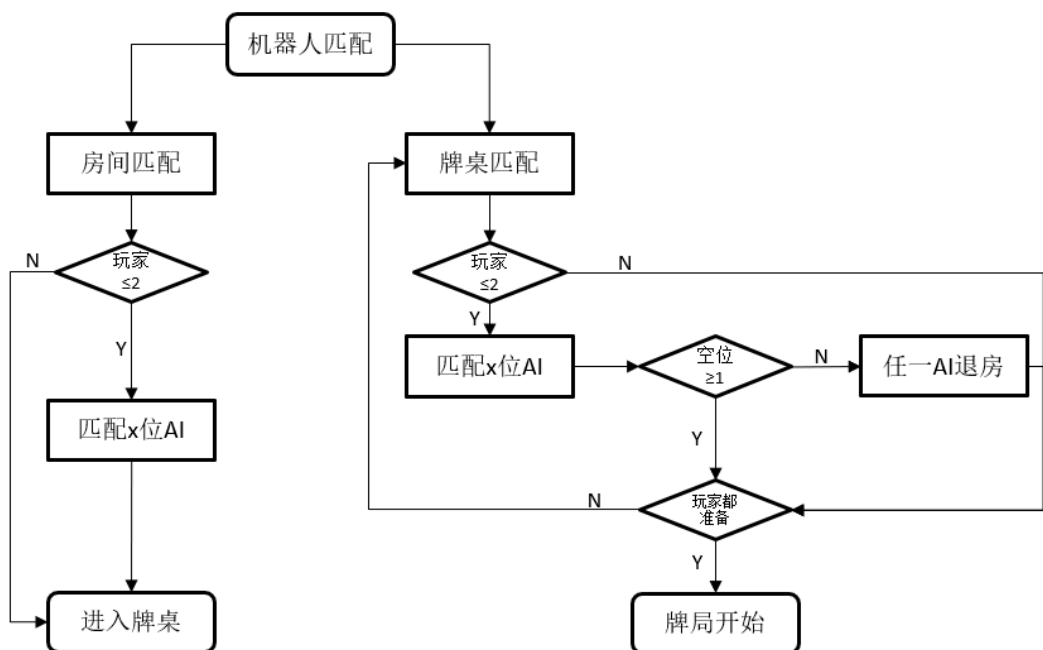 机器人匹配
房间匹配
牌桌匹配
玩家
≤2
N
Y
匹配x位AI
进入牌桌
玩家
≤2
N
Y
匹配x位AI
空位
≥1
N
任一AI退房
Y
玩家都
准备
N
Y
牌局开始